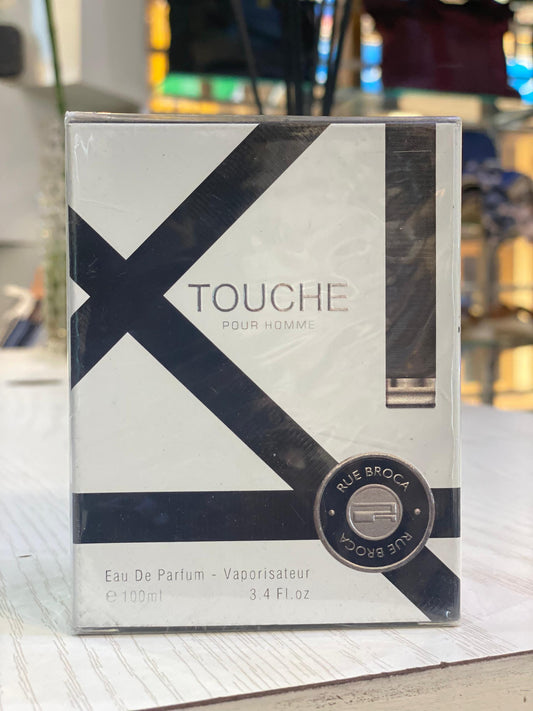 TOUCHE
POUR HOMME
RUE BROCA
RUE BROCA
Eau De Parfum - Vaporisateur
℮ 100ml 3.4 Fl.oz